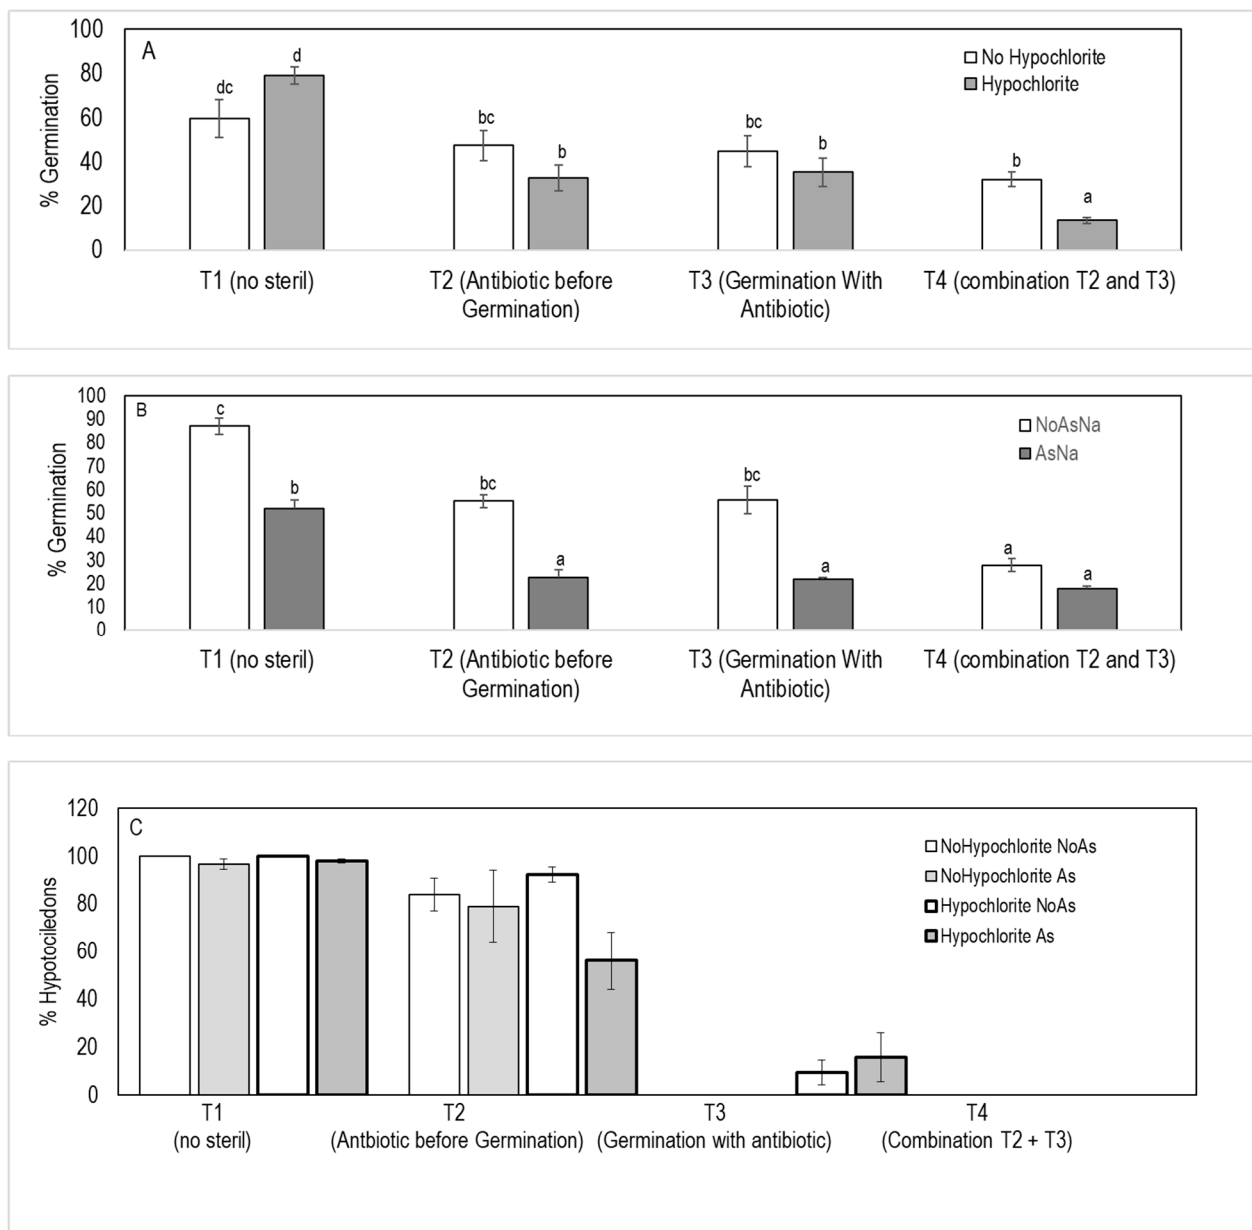 A
100
80
60
40
20
0
% Germination
dc
d
bc
b
bc
b
b
a
No Hypochlorite
Hypochlorite
T1 (no steril)
T2 (Antibiotic before
Germination)
T3 (Germination With
Antibiotic)
T4 (combination T2 and T3)
B
100
90
80
70
60
50
40
30
20
10
0
% Germination
c
b
bc
a
bc
a
a
a
NoAsNa
AsNa
T1 (no steril)
T2 (Antibiotic before
Germination)
T3 (Germination With
Antibiotic)
T4 (combination T2 and T3)
C
120
100
80
60
40
20
0
% Hypotociledons
NoHypochlorite NoAs
NoHypochlorite As
Hypochlorite NoAs
Hypochlorite As
T1
(no steril)
T2
(Antbiotic before Germination)
T3
(Germination with antibiotic)
T4
(Combination T2 + T3)